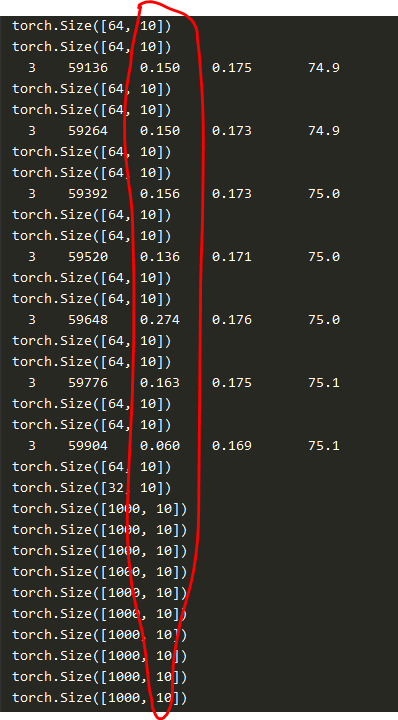 torch.Size([64, 10])
torch.Size([64, 10])
3 59136 0.150 0.175 74.9
torch.Size([64, 10])
torch.Size([64, 10])
3 59264 0.150 0.173 74.9
torch.Size([64, 10])
torch.Size([64, 10])
3 59392 0.156 0.173 75.0
torch.Size([64, 10])
torch.Size([64, 10])
3 59520 0.136 0.171 75.0
torch.Size([64, 10])
torch.Size([64, 10])
3 59648 0.274 0.176 75.0
torch.Size([64, 10])
torch.Size([64, 10])
3 59776 0.163 0.175 75.1
torch.Size([64, 10])
torch.Size([64, 10])
3 59904 0.060 0.169 75.1
torch.Size([64, 10])
torch.Size([32, 10])
torch.Size([1000, 10])
torch.Size([1000, 10])
torch.Size([1000, 10])
torch.Size([1000, 10])
torch.Size([1000, 10])
torch.Size([1000, 10])
torch.Size([1000, 10])
torch.Size([1000, 10])
torch.Size([1000, 10])
torch.Size([1000, 10])